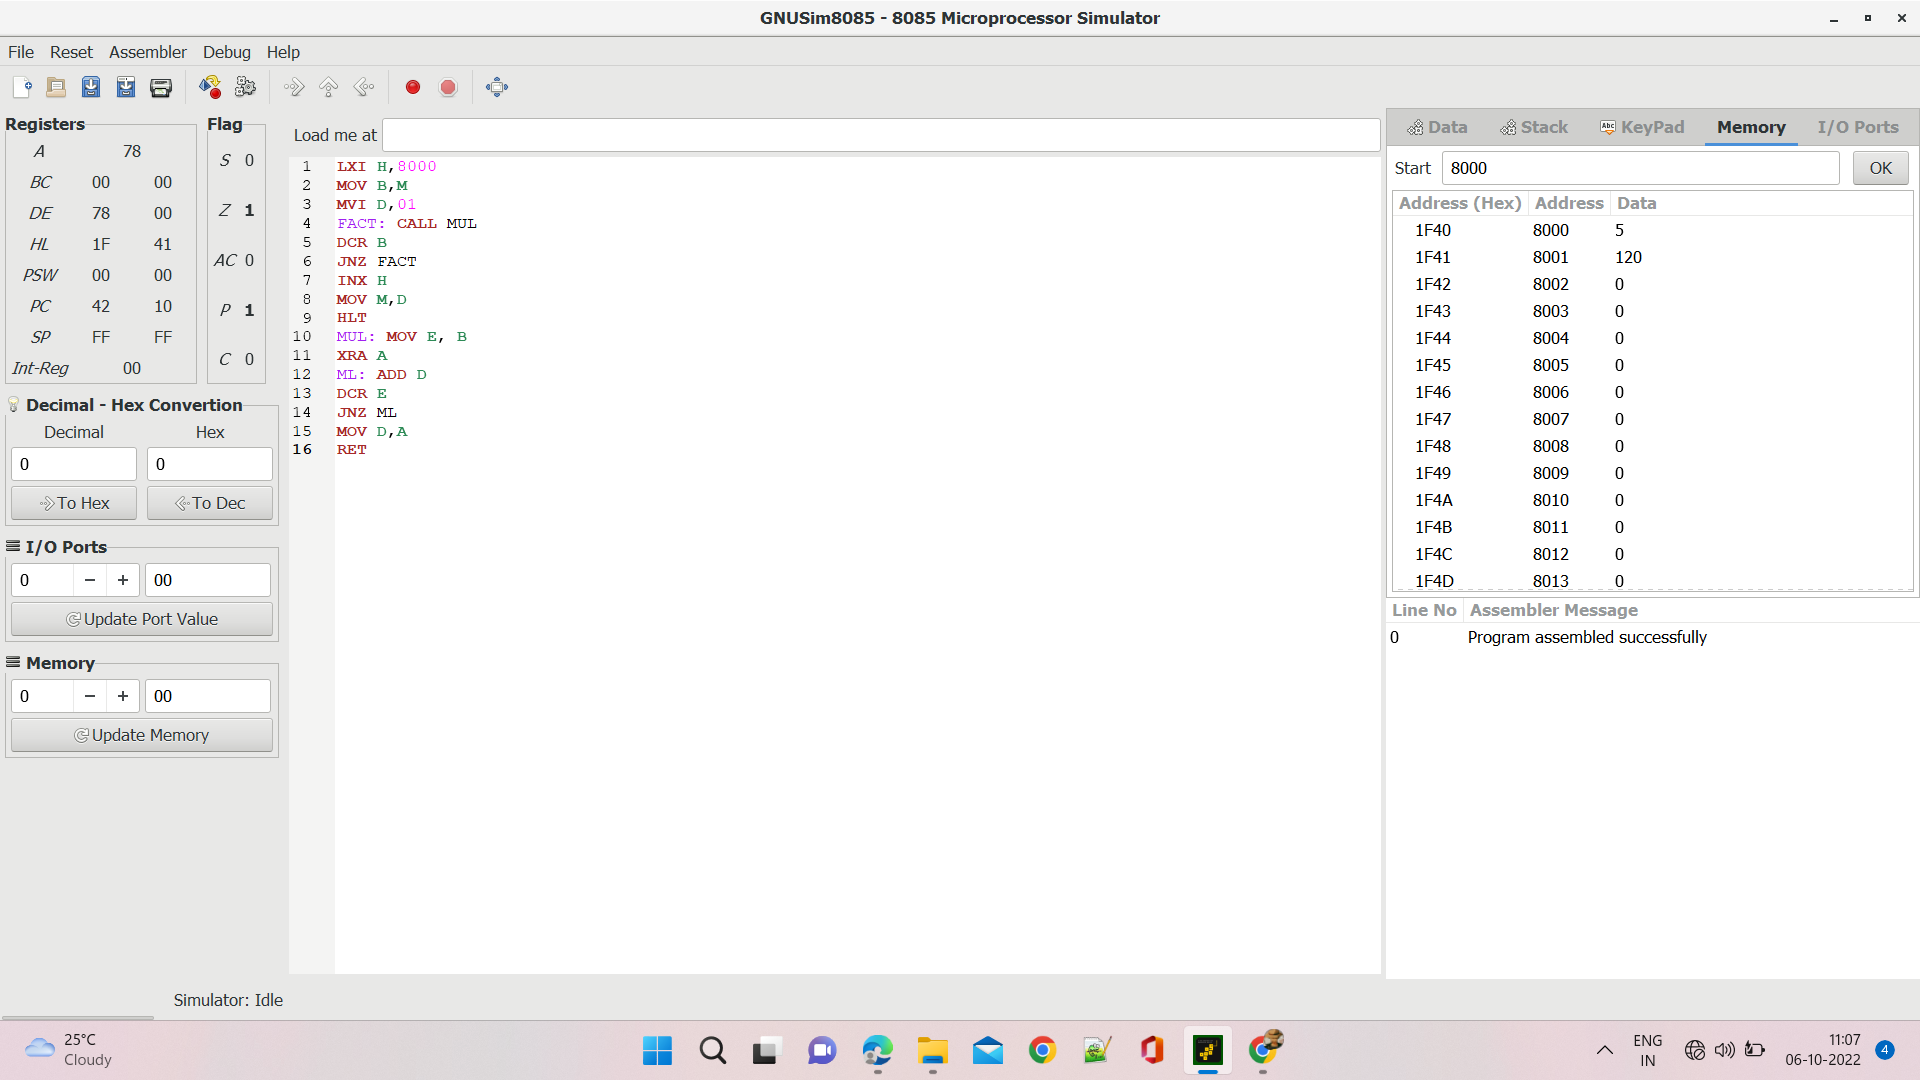 GNUSim8085 - 8085 Microprocessor Simulator
File Reset Assembler Debug Help
Registers
A 78
BC 00 00
DE 78 00
HL 1F 41
PSW 00 00
PC 42 10
SP FF FF
Int-Reg 00
Flag
S 0
Z 1
AC 0
P 1
C 0
Decimal - Hex Convertion
Decimal Hex
0 0
To Hex To Dec
I/O Ports
0 − + 00
Update Port Value
Memory
0 − + 00
Update Memory
Load me at
1 LXI H,8000
2 MOV B,M
3 MVI D,01
4 FACT: CALL MUL
5 DCR B
6 JNZ FACT
7 INX H
8 MOV M,D
9 HLT
10 MUL: MOV E, B
11 XRA A
12 ML: ADD D
13 DCR E
14 JNZ ML
15 MOV D,A
16 RET
Data Stack Abc KeyPad Memory I/O Ports
Start 8000 OK
Address (Hex) Address Data
1F40 8000 5
1F41 8001 120
1F42 8002 0
1F43 8003 0
1F44 8004 0
1F45 8005 0
1F46 8006 0
1F47 8007 0
1F48 8008 0
1F49 8009 0
1F4A 8010 0
1F4B 8011 0
1F4C 8012 0
1F4D 8013 0
Line No Assembler Message
0 Program assembled successfully
Simulator: Idle
25°C
Cloudy
ENG
IN
11:07
06-10-2022
4